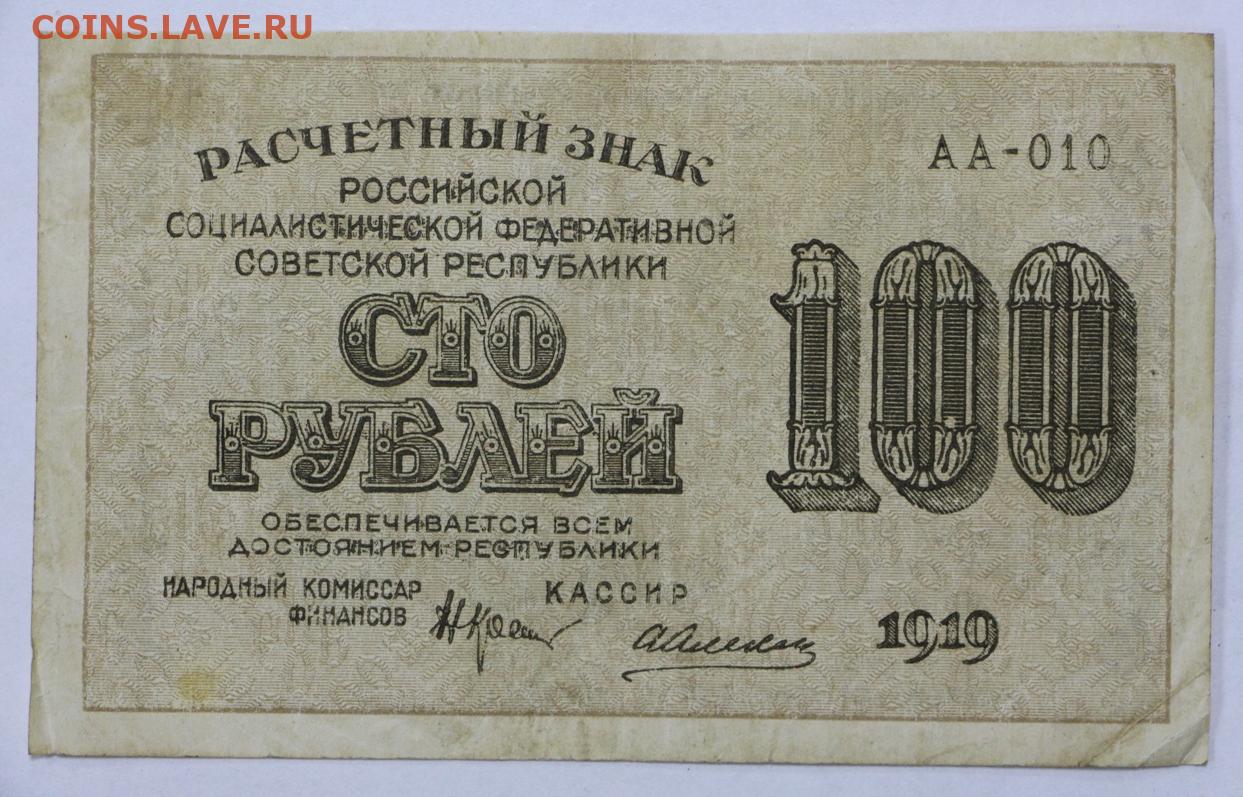 COINS.LAVE.RU
РАСЧЕТНЫЙ ЗНАК
РОССИЙСКОЙ
СОЦИАЛИСТИЧЕСКОЙ ФЕДЕРАТИВНОЙ
СОВЕТСКОЙ РЕСПУБЛИКИ
СТО
РУБЛЕЙ
ОБЕСПЕЧИВАЕТСЯ ВСЕМ
ДОСТОЯНИЕМ РЕСПУБЛИКИ
НАРОДНЫЙ КОМИССАР
ФИНАНСОВ
КАССИР
АА-010
100
1919